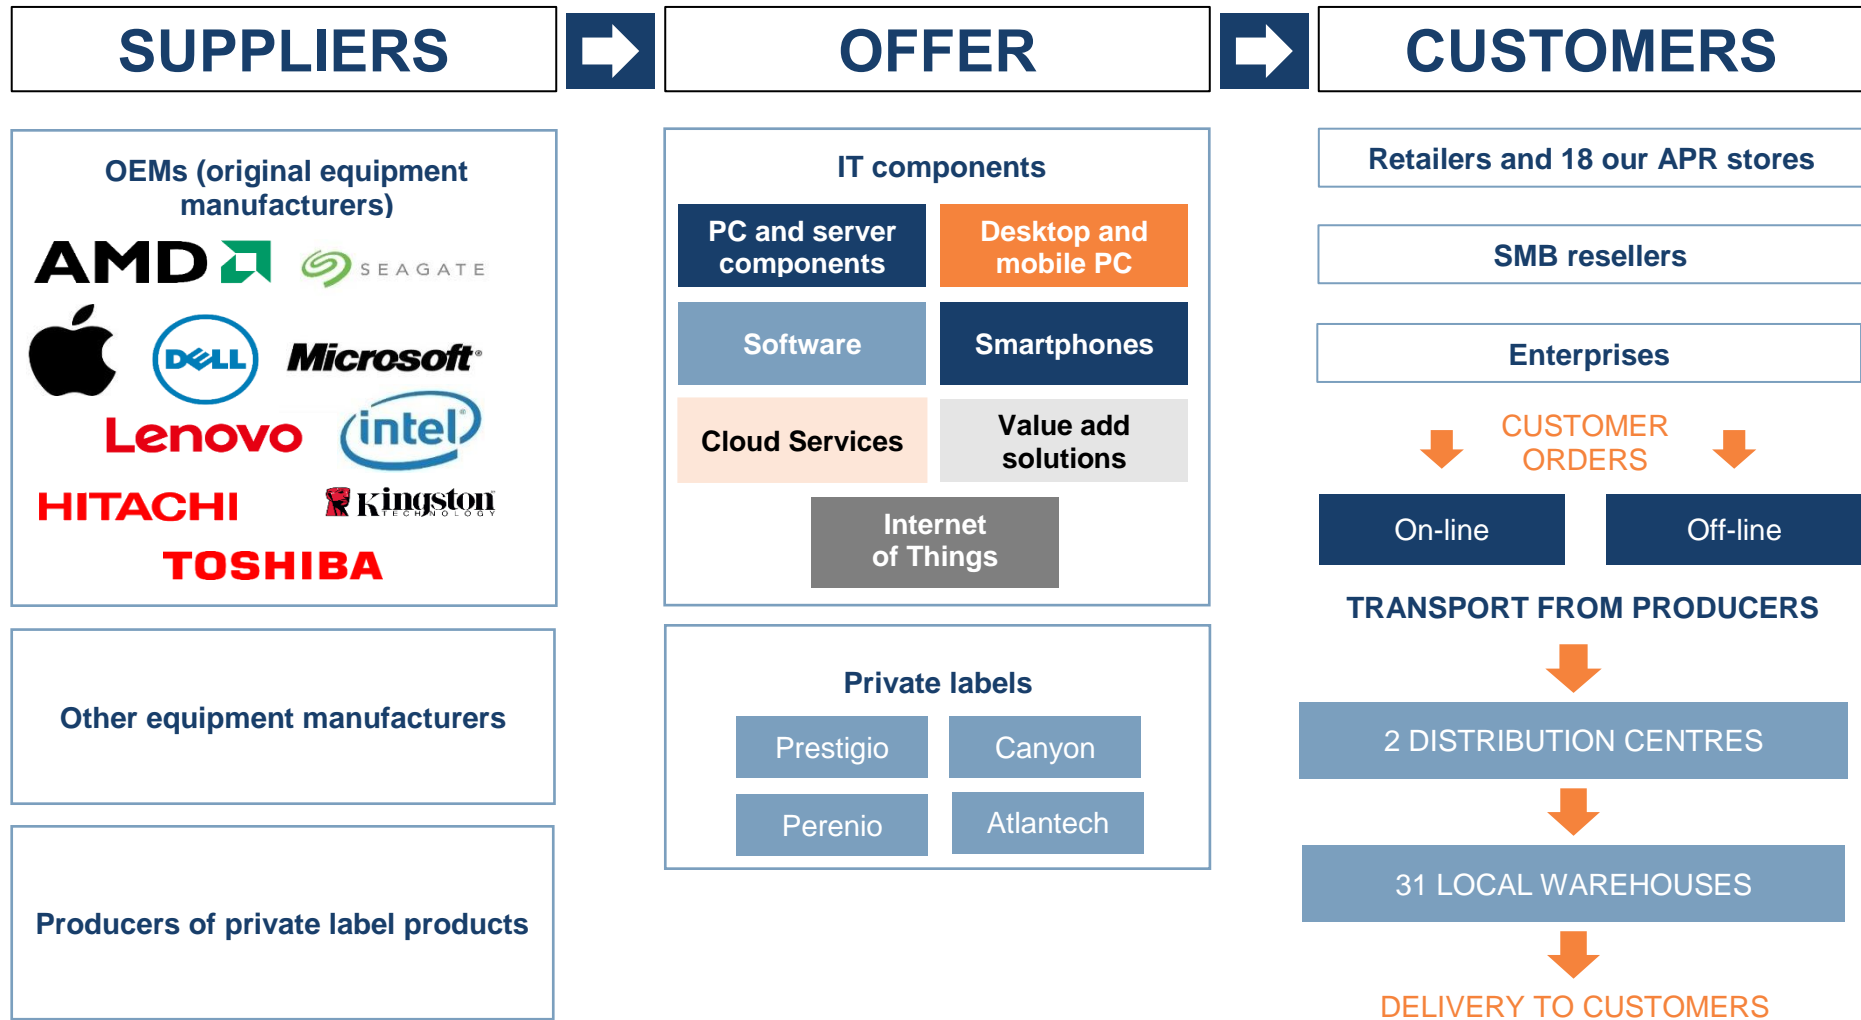 SUPPLIERS
OFFER
CUSTOMERS
OEMs (original equipment
manufacturers)
AMD
SEAGATE
DELL
Microsoft
Lenovo
intel
HITACHI
Kingston
TECHNOLOGY
TOSHIBA
Other equipment manufacturers
Producers of private label products
IT components
PC and server
components
Desktop and
mobile PC
Software
Smartphones
Cloud Services
Value add
solutions
Internet
of Things
Private labels
Prestigio
Canyon
Perenio
Atlantech
Retailers and 18 our APR stores
SMB resellers
Enterprises
CUSTOMER
ORDERS
On-line
Off-line
TRANSPORT FROM PRODUCERS
2 DISTRIBUTION CENTRES
31 LOCAL WAREHOUSES
DELIVERY TO CUSTOMERS